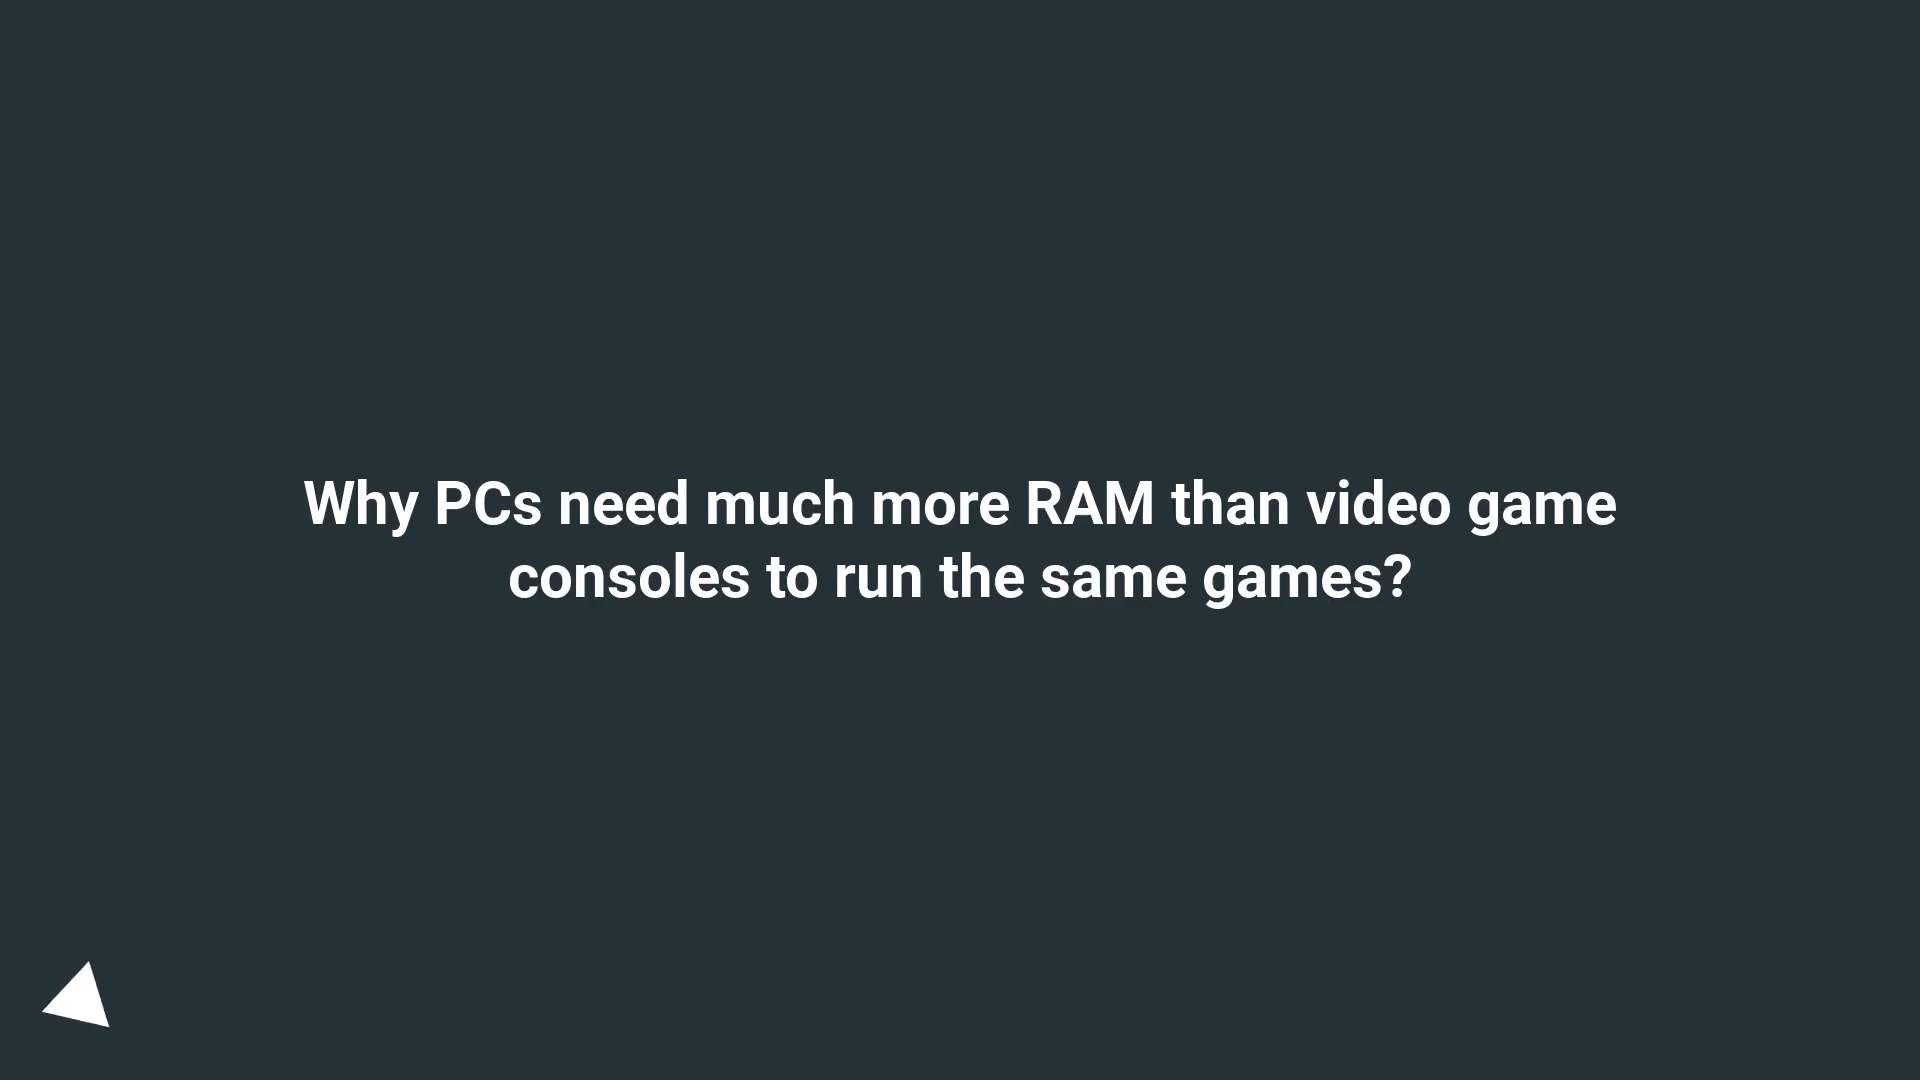 Why PCs need much more RAM than video game
consoles to run the same games?